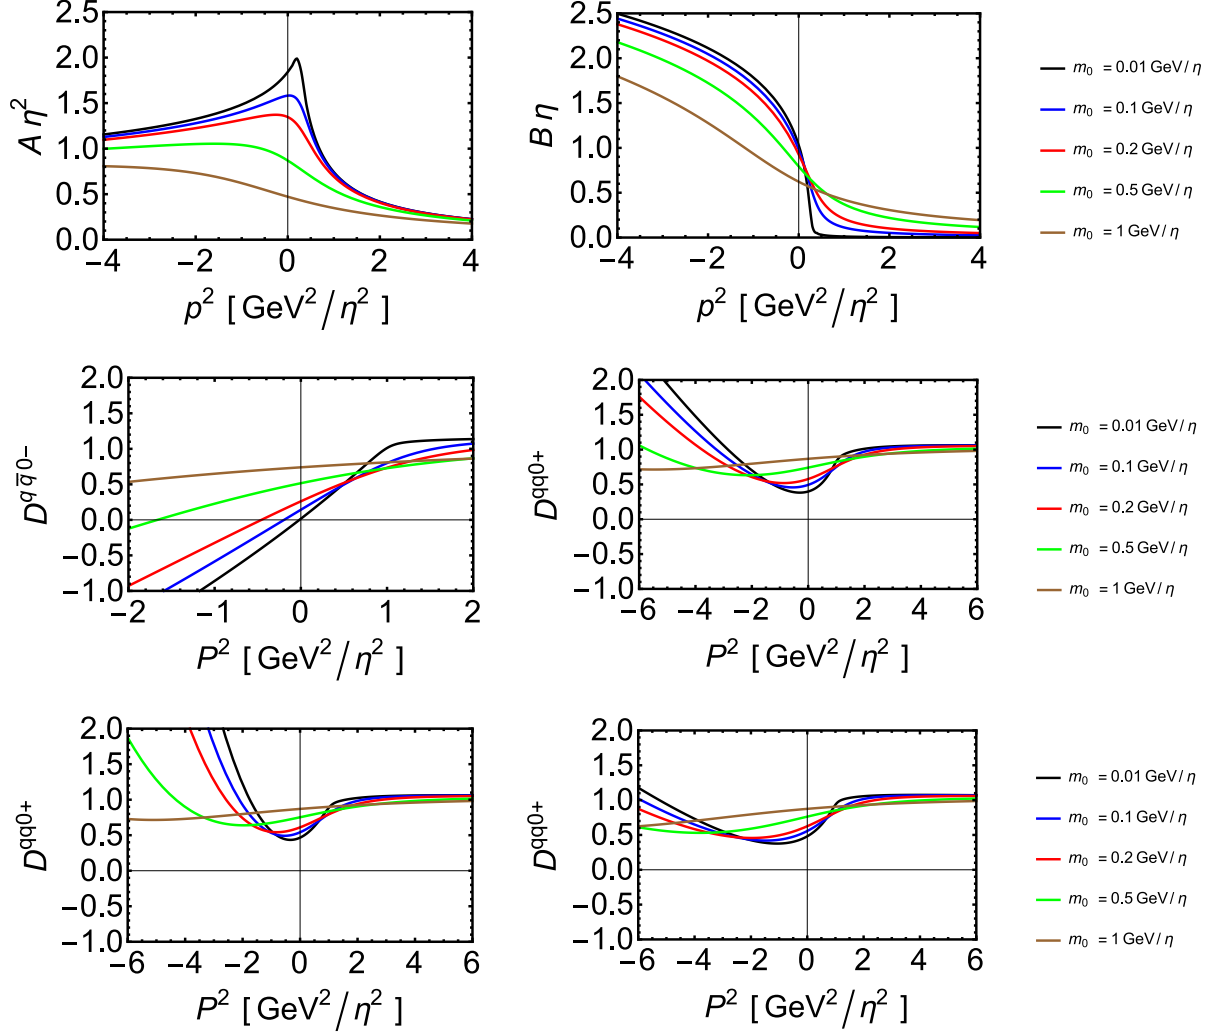 2.5
2.0
1.5
1.0
0.5
0.0
A η²
−4 −2 0 2 4
p² [ GeV²/η² ]
2.5
2.0
1.5
1.0
0.5
0.0
B η
−4 −2 0 2 4
p² [ GeV²/η² ]
m₀ = 0.01 GeV/ η
m₀ = 0.1 GeV/ η
m₀ = 0.2 GeV/ η
m₀ = 0.5 GeV/ η
m₀ = 1 GeV/ η
2.0
1.5
1.0
0.5
0.0
−0.5
−1.0
D^{q q̅ 0−}
−2 −1 0 1 2
P² [ GeV²/η² ]
2.0
1.5
1.0
0.5
0.0
−0.5
−1.0
D^{qq0+}
−6 −4 −2 0 2 4 6
P² [ GeV²/η² ]
m₀ = 0.01 GeV/ η
m₀ = 0.1 GeV/ η
m₀ = 0.2 GeV/ η
m₀ = 0.5 GeV/ η
m₀ = 1 GeV/ η
2.0
1.5
1.0
0.5
0.0
−0.5
−1.0
D^{qq0+}
−6 −4 −2 0 2 4 6
P² [ GeV²/η² ]
2.0
1.5
1.0
0.5
0.0
−0.5
−1.0
D^{qq0+}
−6 −4 −2 0 2 4 6
P² [ GeV²/η² ]
m₀ = 0.01 GeV/ η
m₀ = 0.1 GeV/ η
m₀ = 0.2 GeV/ η
m₀ = 0.5 GeV/ η
m₀ = 1 GeV/ η